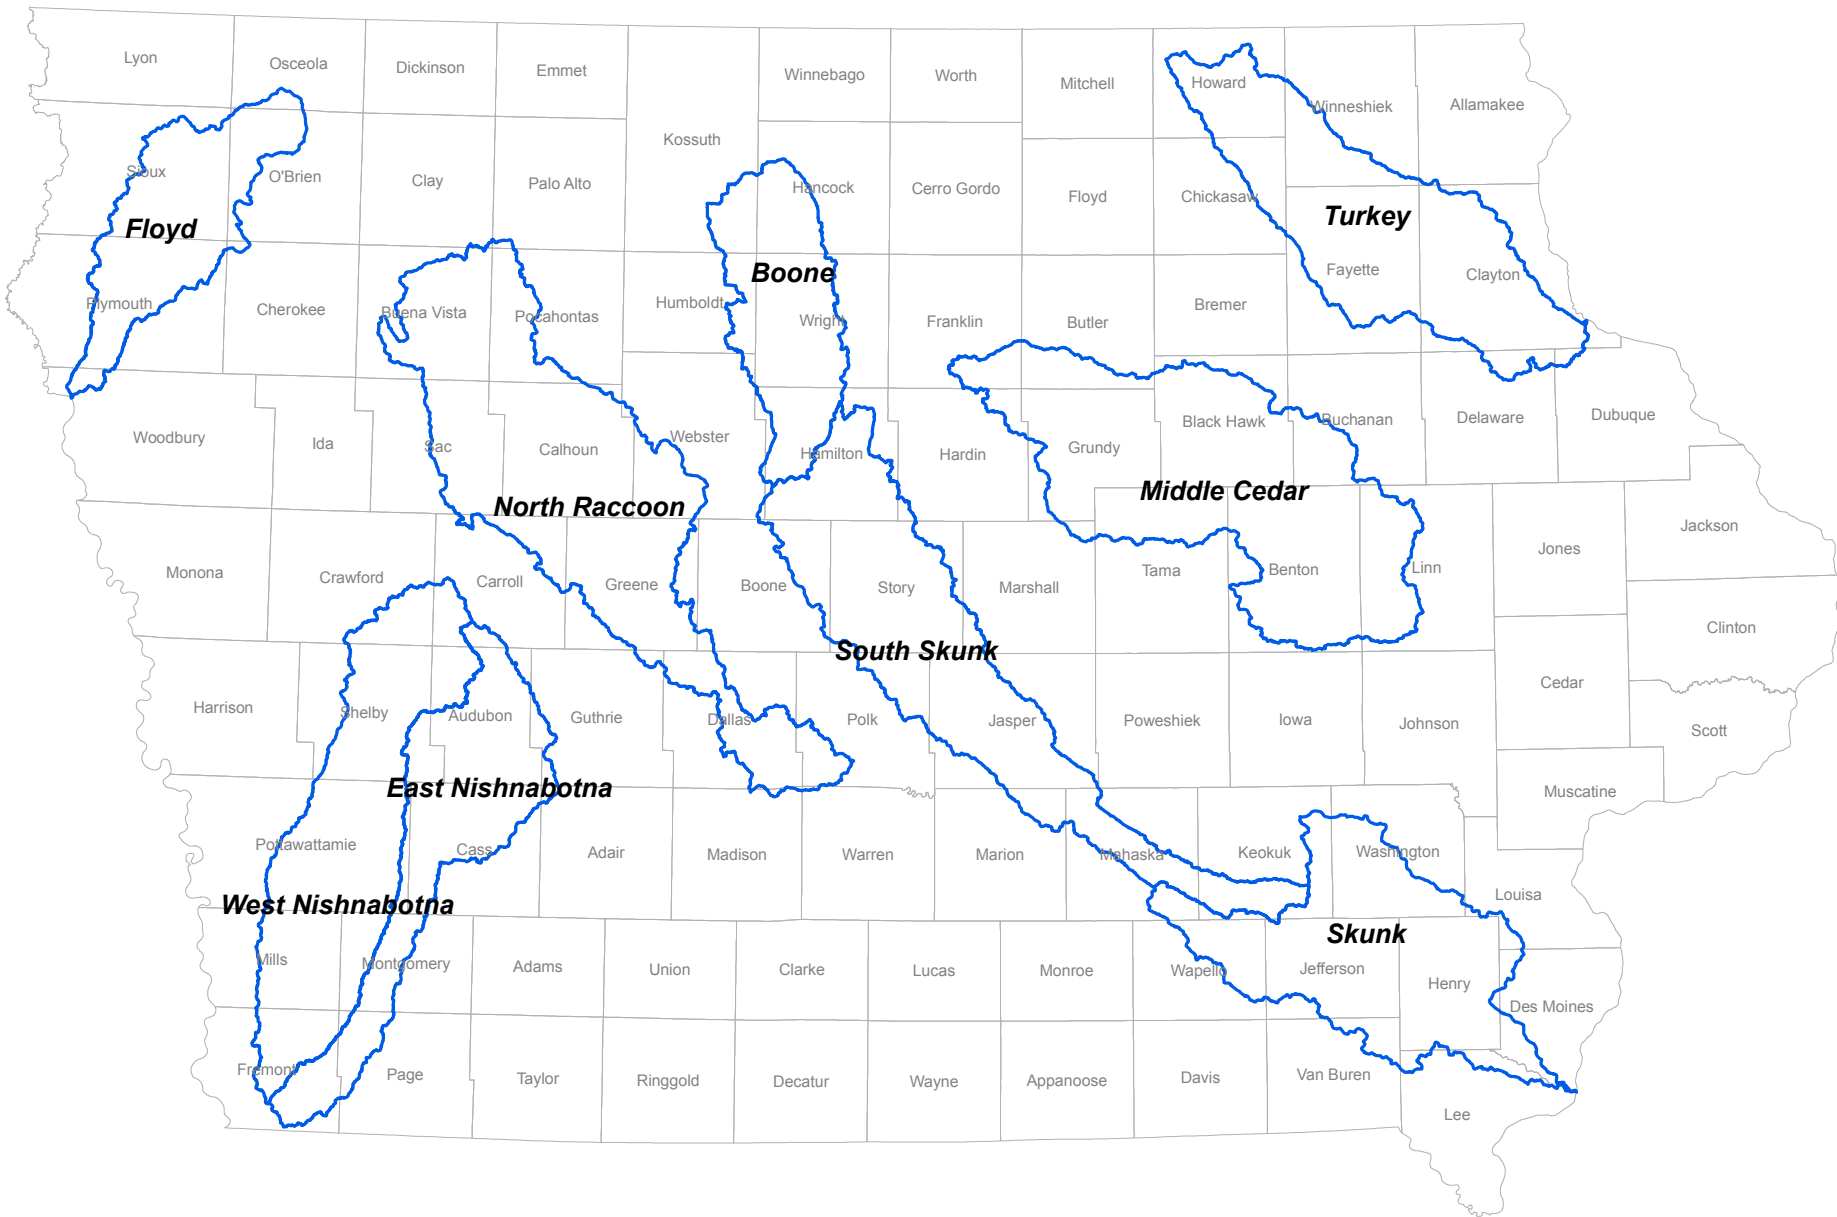 Lyon
Osceola
Dickinson
Emmet
Winnebago
Worth
Mitchell
Howard
Winneshiek
Allamakee
Kossuth
Sioux
O'Brien
Clay
Palo Alto
Hancock
Cerro Gordo
Floyd
Chickasaw
Floyd
Turkey
Boone
Fayette
Clayton
Plymouth
Cherokee
Buena Vista
Pocahontas
Humboldt
Wright
Franklin
Butler
Bremer
Woodbury
Ida
Sac
Calhoun
Webster
Hamilton
Hardin
Grundy
Black Hawk
Buchanan
Delaware
Dubuque
North Raccoon
Middle Cedar
Monona
Crawford
Carroll
Greene
Boone
Story
Marshall
Tama
Benton
Linn
Jones
Jackson
Clinton
South Skunk
Harrison
Shelby
Audubon
Guthrie
Dallas
Polk
Jasper
Poweshiek
Iowa
Johnson
Cedar
Scott
East Nishnabotna
Muscatine
Pottawattamie
Cass
Adair
Madison
Warren
Marion
Mahaska
Keokuk
Washington
Louisa
West Nishnabotna
Skunk
Mills
Montgomery
Adams
Union
Clarke
Lucas
Monroe
Wapello
Jefferson
Henry
Des Moines
Fremont
Page
Taylor
Ringgold
Decatur
Wayne
Appanoose
Davis
Van Buren
Lee